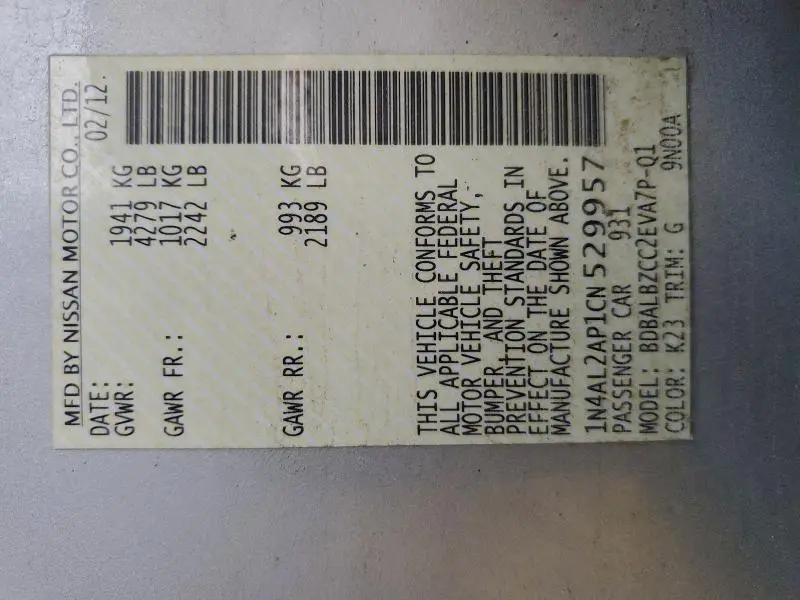 MFD BY NISSAN MOTOR CO., LTD.
DATE: 02/12
GVWR: 1941 KG
4279 LB
GAWR FR.: 1017 KG
2242 LB
GAWR RR.: 993 KG
2189 LB
THIS VEHICLE CONFORMS TO
ALL APPLICABLE FEDERAL
MOTOR VEHICLE SAFETY,
BUMPER, AND THEFT
PREVENTION STANDARDS IN
EFFECT ON THE DATE OF
MANUFACTURE SHOWN ABOVE.
1N4AL2AP1CN529957
PASSENGER CAR 931
MODEL: BDBALBZCC2EVA7P-Q1
COLOR: K23 TRIM: G 9N00A